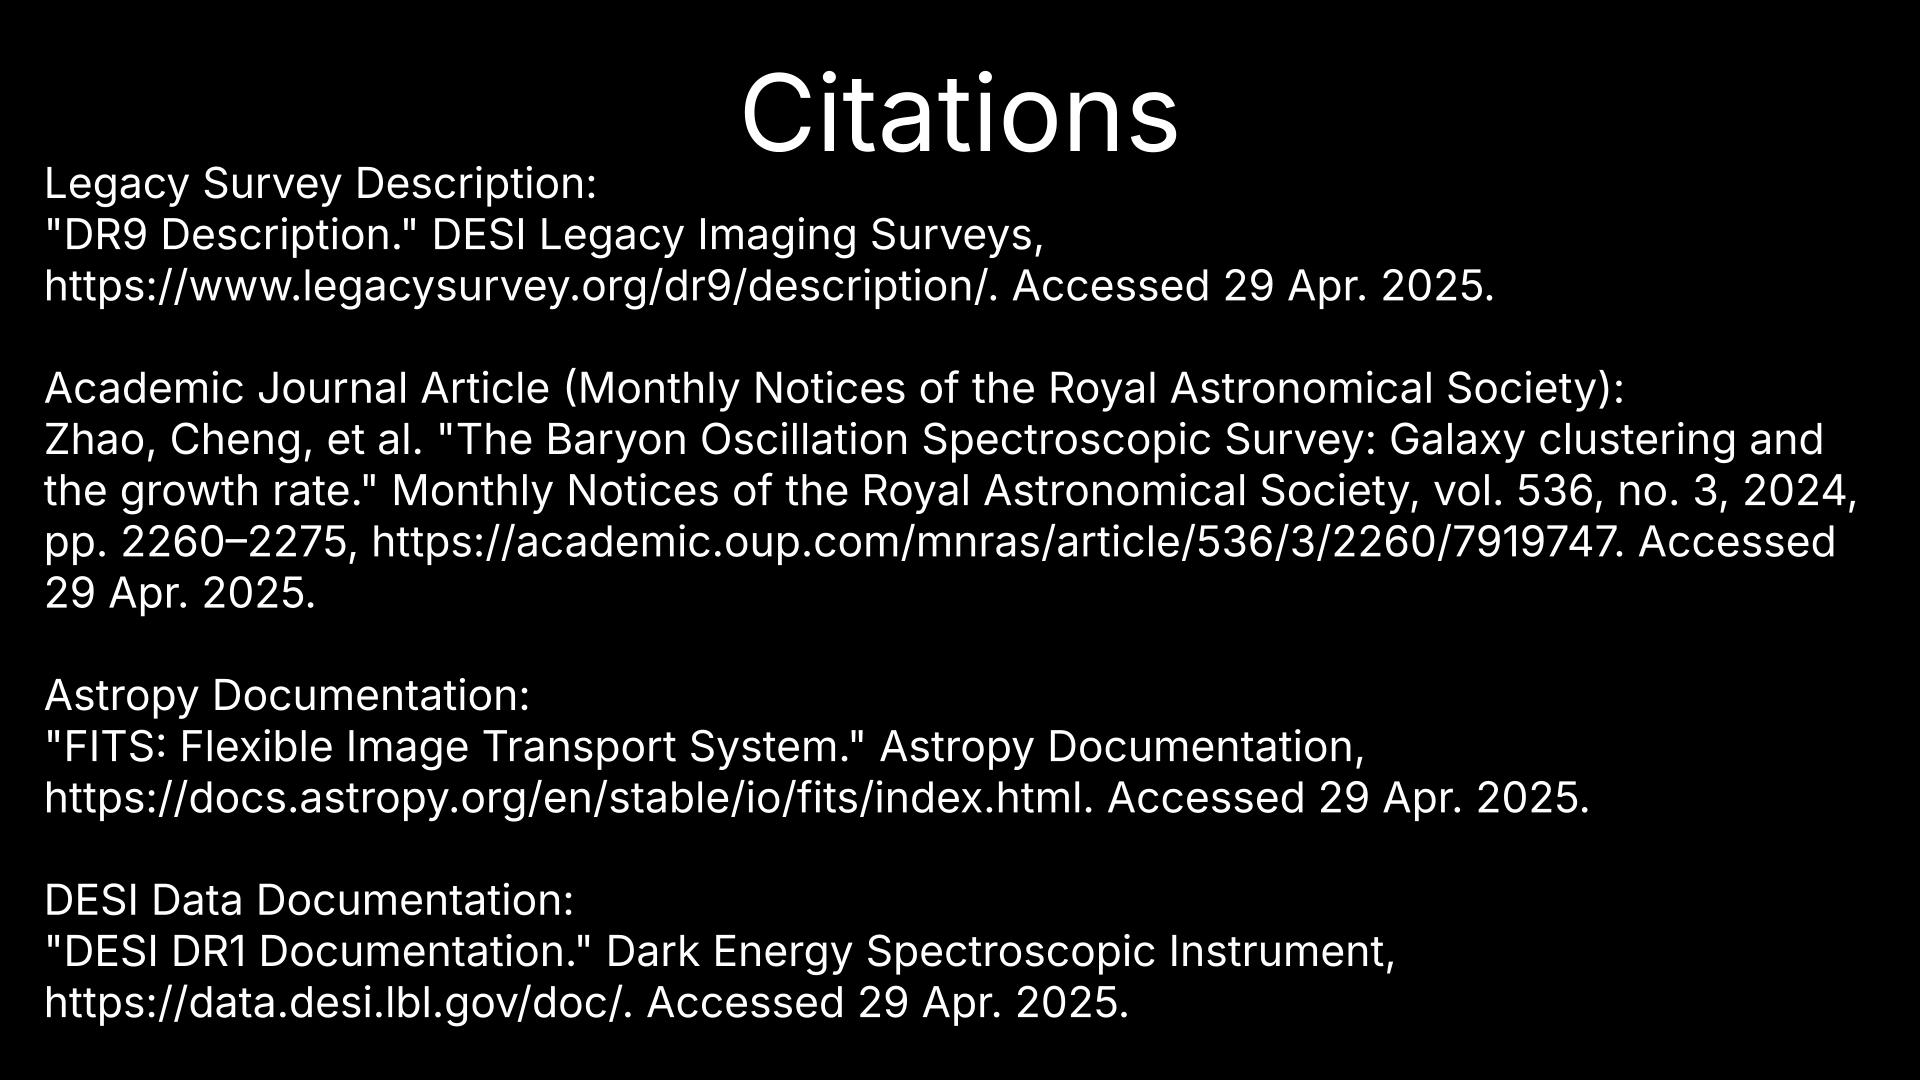 Citations
Legacy Survey Description:
"DR9 Description." DESI Legacy Imaging Surveys,
https://www.legacysurvey.org/dr9/description/. Accessed 29 Apr. 2025.
Academic Journal Article (Monthly Notices of the Royal Astronomical Society):
Zhao, Cheng, et al. "The Baryon Oscillation Spectroscopic Survey: Galaxy clustering and
the growth rate." Monthly Notices of the Royal Astronomical Society, vol. 536, no. 3, 2024,
pp. 2260–2275, https://academic.oup.com/mnras/article/536/3/2260/7919747. Accessed
29 Apr. 2025.
Astropy Documentation:
"FITS: Flexible Image Transport System." Astropy Documentation,
https://docs.astropy.org/en/stable/io/fits/index.html. Accessed 29 Apr. 2025.
DESI Data Documentation:
"DESI DR1 Documentation." Dark Energy Spectroscopic Instrument,
https://data.desi.lbl.gov/doc/. Accessed 29 Apr. 2025.